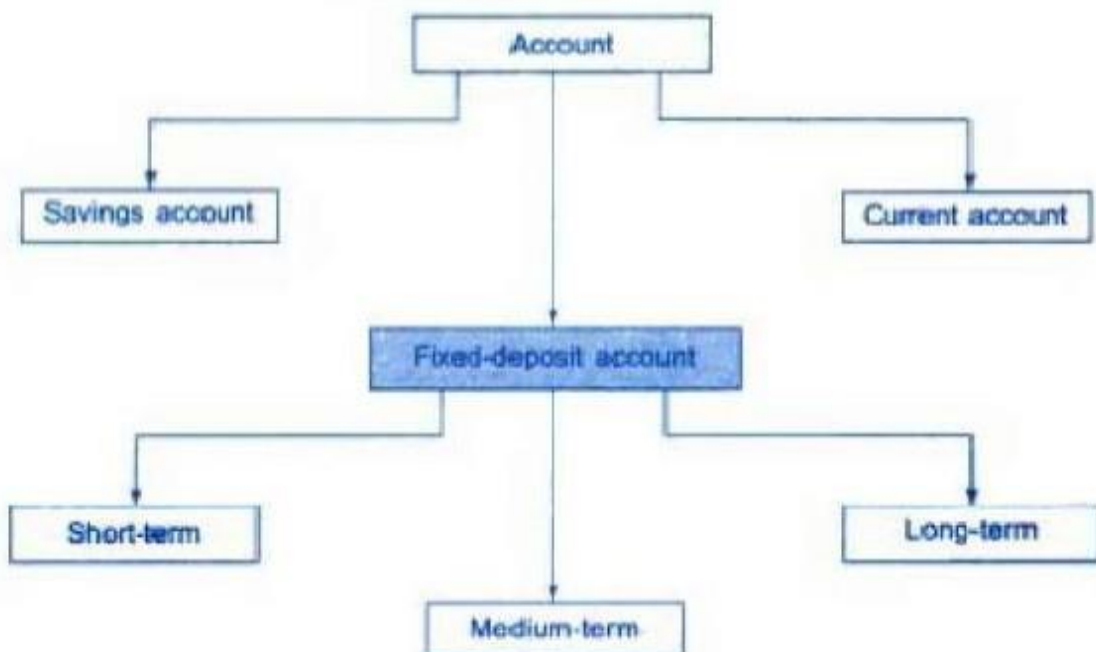 Account
Savings account
Current account
Fixed-deposit account
Short-term
Long-term
Medium-term